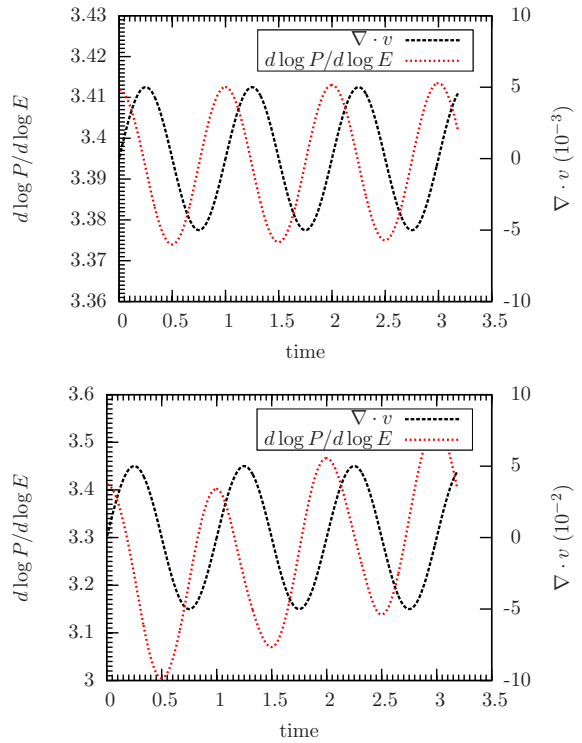 3.43
3.42
3.41
3.4
3.39
3.38
3.37
3.36
d log P/d log E
∇ · v
d log P/d log E
10
5
0
-5
-10
∇ · v (10⁻³)
0 0.5 1 1.5 2 2.5 3 3.5
time
3.6
3.5
3.4
3.3
3.2
3.1
3
d log P/d log E
∇ · v
d log P/d log E
10
5
0
-5
-10
∇ · v (10⁻²)
0 0.5 1 1.5 2 2.5 3 3.5
time